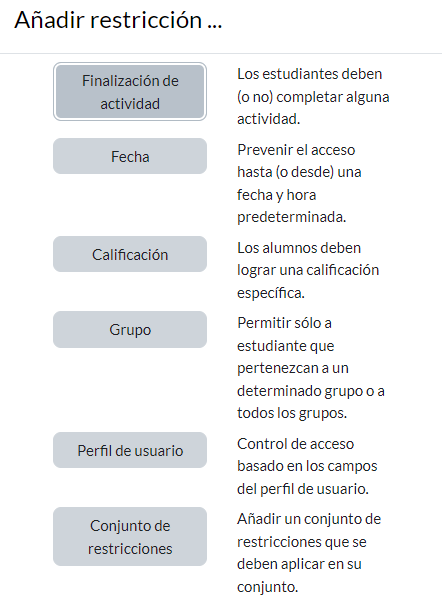 Añadir restricción ...
Finalización de
actividad
Los estudiantes deben
(o no) completar alguna
actividad.
Fecha
Prevenir el acceso
hasta (o desde) una
fecha y hora
predeterminada.
Calificación
Los alumnos deben
lograr una calificación
específica.
Grupo
Permitir sólo a
estudiante que
pertenezcan a un
determinado grupo o a
todos los grupos.
Perfil de usuario
Control de acceso
basado en los campos
del perfil de usuario.
Conjunto de
restricciones
Añadir un conjunto de
restricciones que se
deben aplicar en su
conjunto.